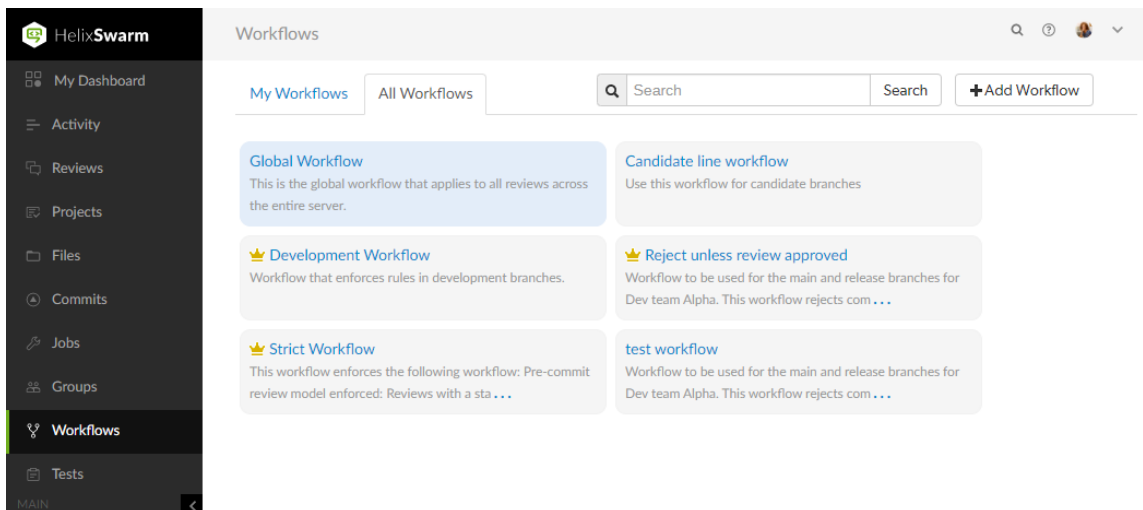 HelixSwarm
My Dashboard
Activity
Reviews
Projects
Files
Commits
Jobs
Groups
Workflows
Tests
MAIN
Workflows
My Workflows
All Workflows
Search
Search
+Add Workflow
Global Workflow
This is the global workflow that applies to all reviews across
the entire server.
Candidate line workflow
Use this workflow for candidate branches
Development Workflow
Workflow that enforces rules in development branches.
Reject unless review approved
Workflow to be used for the main and release branches for
Dev team Alpha. This workflow rejects com...
Strict Workflow
This workflow enforces the following workflow: Pre-commit
review model enforced: Reviews with a sta...
test workflow
Workflow to be used for the main and release branches for
Dev team Alpha. This workflow rejects com...